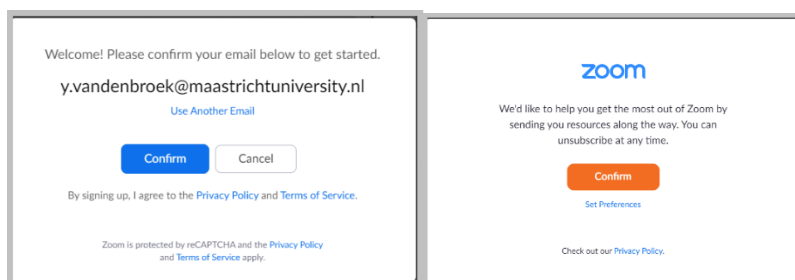 Welcome! Please confirm your email below to get started.
y.vandenbroek@maastrichtuniversity.nl
Use Another Email
Confirm
Cancel
By signing up, I agree to the Privacy Policy and Terms of Service.
Zoom is protected by reCAPTCHA and the Privacy Policy
and Terms of Service apply.
zoom
We'd like to help you get the most out of Zoom by
sending you resources along the way. You can
unsubscribe at any time.
Confirm
Set Preferences
Check out our Privacy Policy.